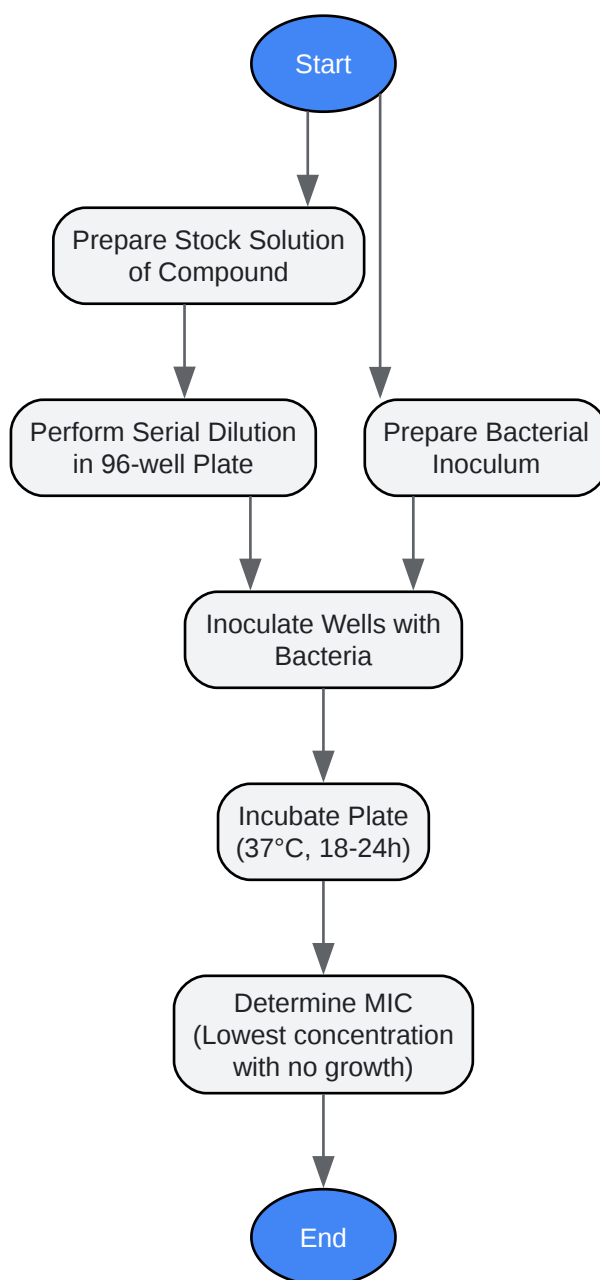 Start
Prepare Stock Solution
of Compound
Perform Serial Dilution
in 96-well Plate
Prepare Bacterial
Inoculum
Inoculate Wells with
Bacteria
Incubate Plate
(37°C, 18-24h)
Determine MIC
(Lowest concentration
with no growth)
End